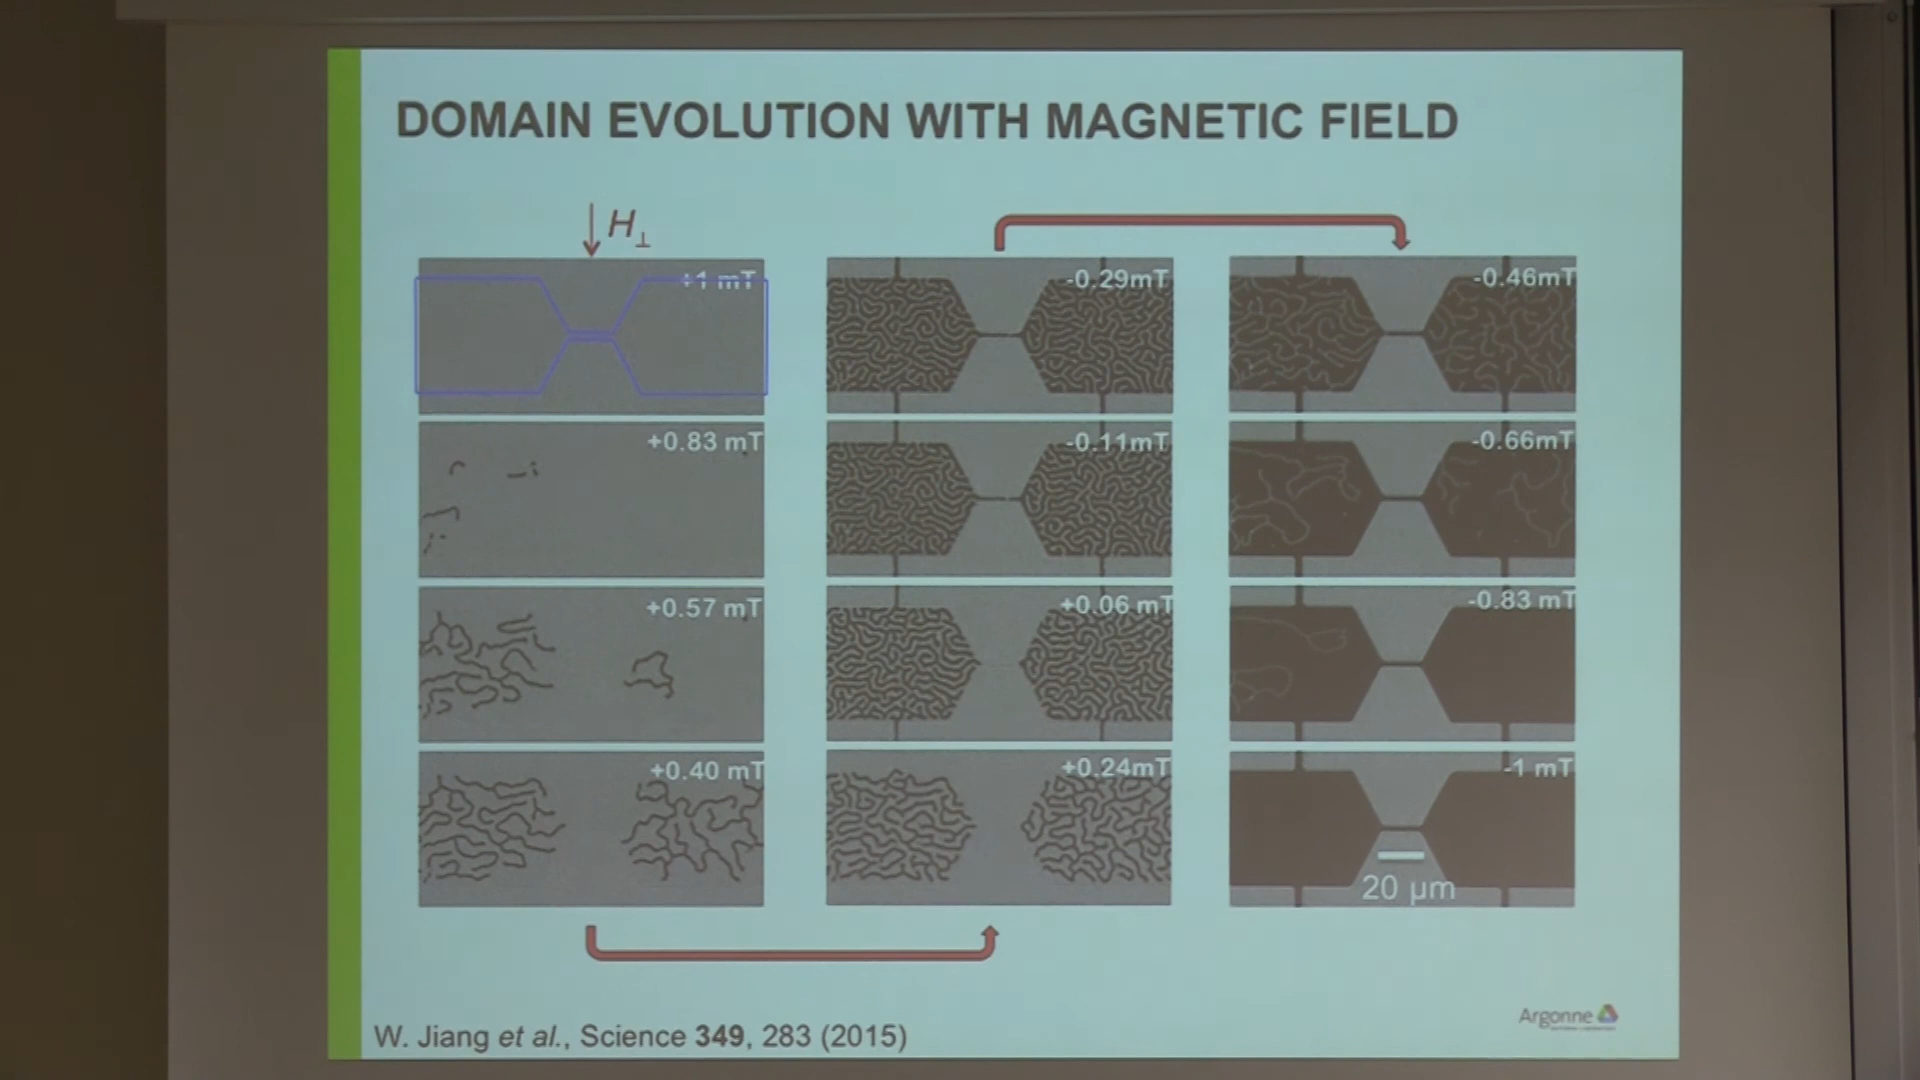 DOMAIN EVOLUTION WITH MAGNETIC FIELD
H⊥
+1 mT
+0.83 mT
+0.57 mT
+0.40 mT
-0.29mT
-0.11mT
+0.06 mT
+0.24mT
-0.46mT
-0.66mT
-0.83 mT
-1 mT
20 μm
W. Jiang et al., Science 349, 283 (2015)
Argonne